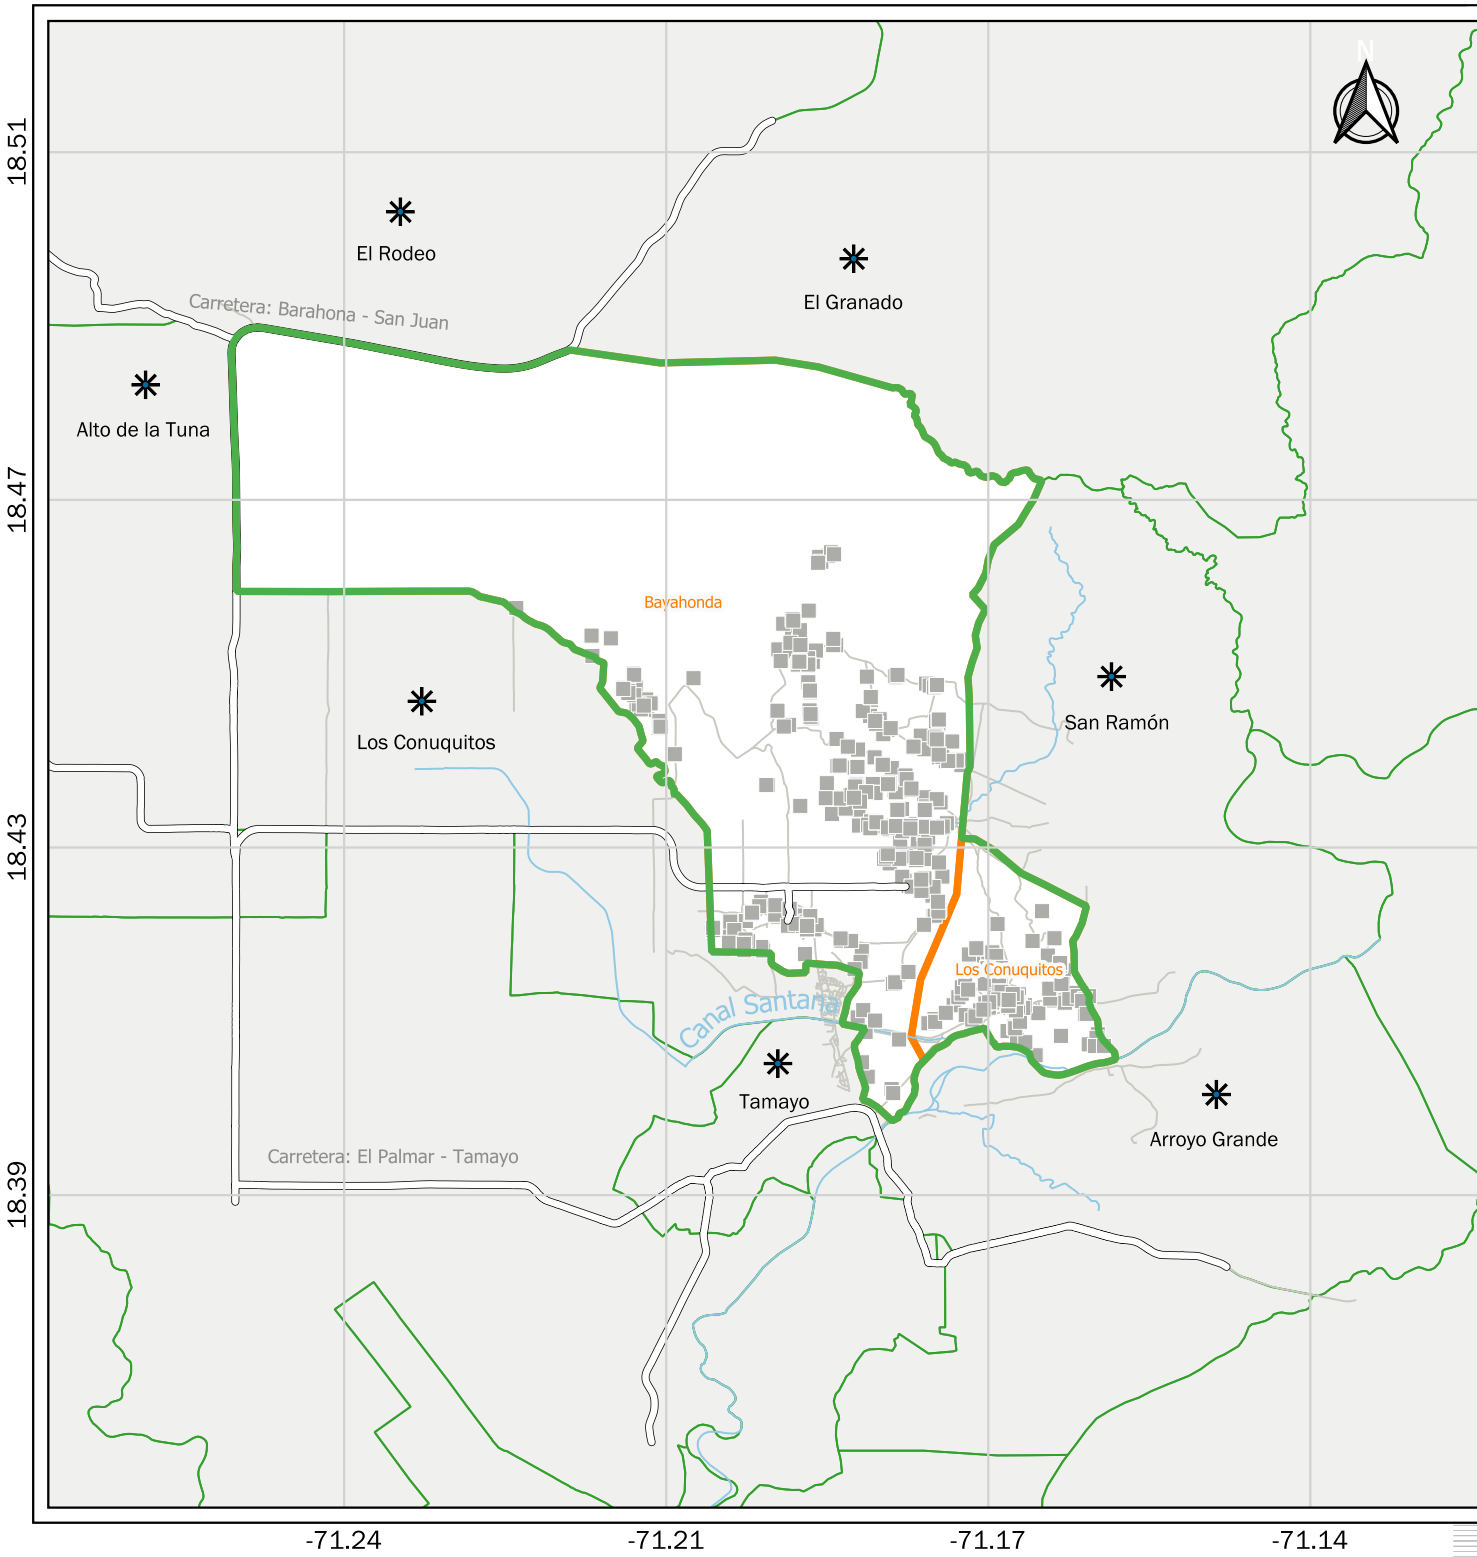 N
18.51
El Rodeo
El Granado
Carretera: Barahona - San Juan
Alto de la Tuna
18.47
Bayahonda
San Ramón
Los Conuquitos
18.43
Los Conuquitos
Canal Santana
Tamayo
Arroyo Grande
Carretera: El Palmar - Tamayo
18.39
-71.24
-71.21
-71.17
-71.14